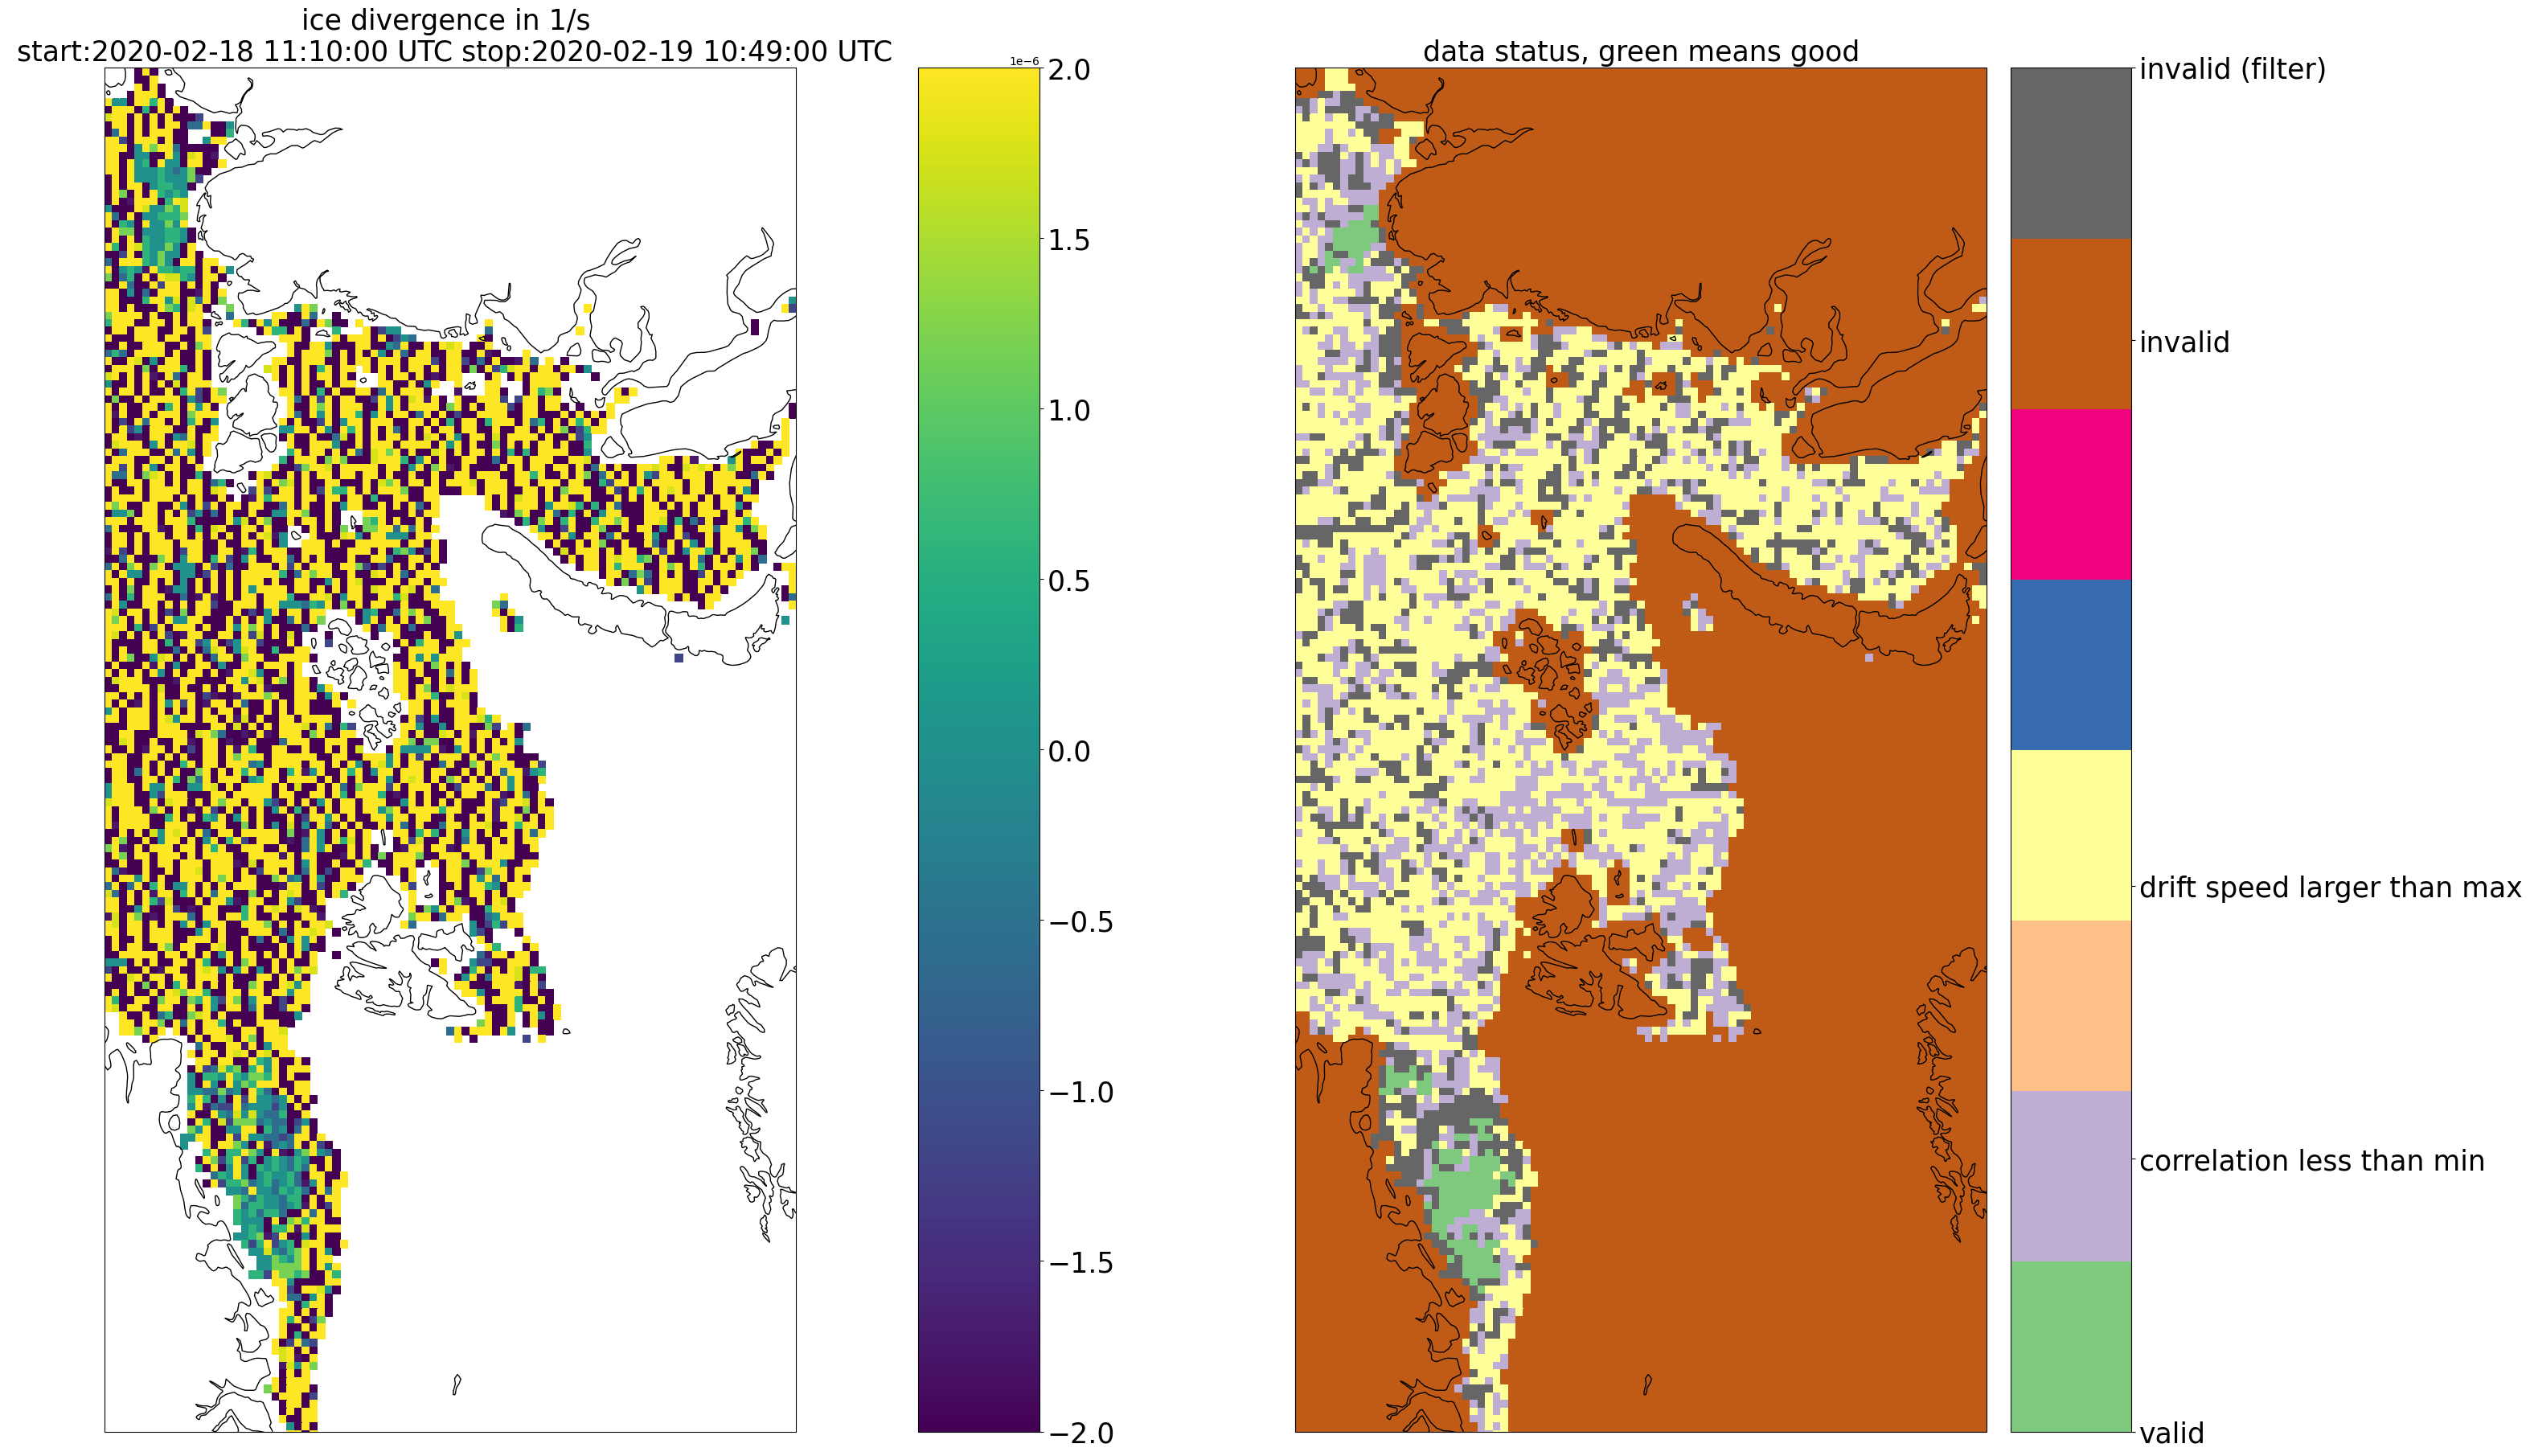 ice divergence in 1/s
start:2020-02-18 11:10:00 UTC stop:2020-02-19 10:49:00 UTC
1e−6
2.0
1.5
1.0
0.5
0.0
−0.5
−1.0
−1.5
−2.0
data status, green means good
invalid (filter)
invalid
drift speed larger than max
correlation less than min
valid